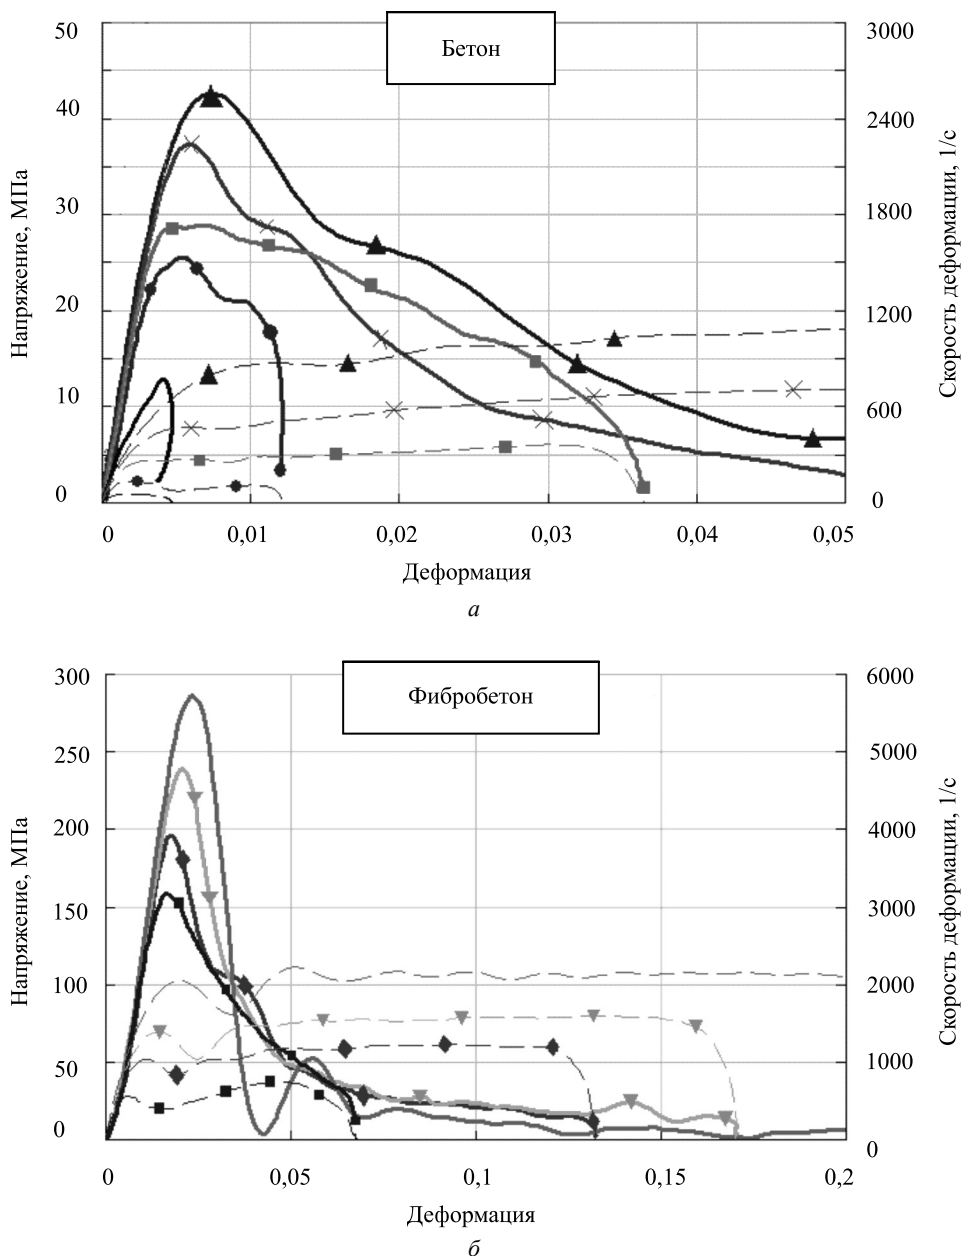 Бетон
50
40
30
20
10
0
3000
2400
1800
1200
600
0
Напряжение, МПа
Скорость деформации, 1/с
0 0,01 0,02 0,03 0,04 0,05
Деформация
а
Фибробетон
300
250
200
150
100
50
0
6000
5000
4000
3000
2000
1000
0
Напряжение, МПа
Скорость деформации, 1/с
0 0,05 0,1 0,15 0,2
Деформация
б